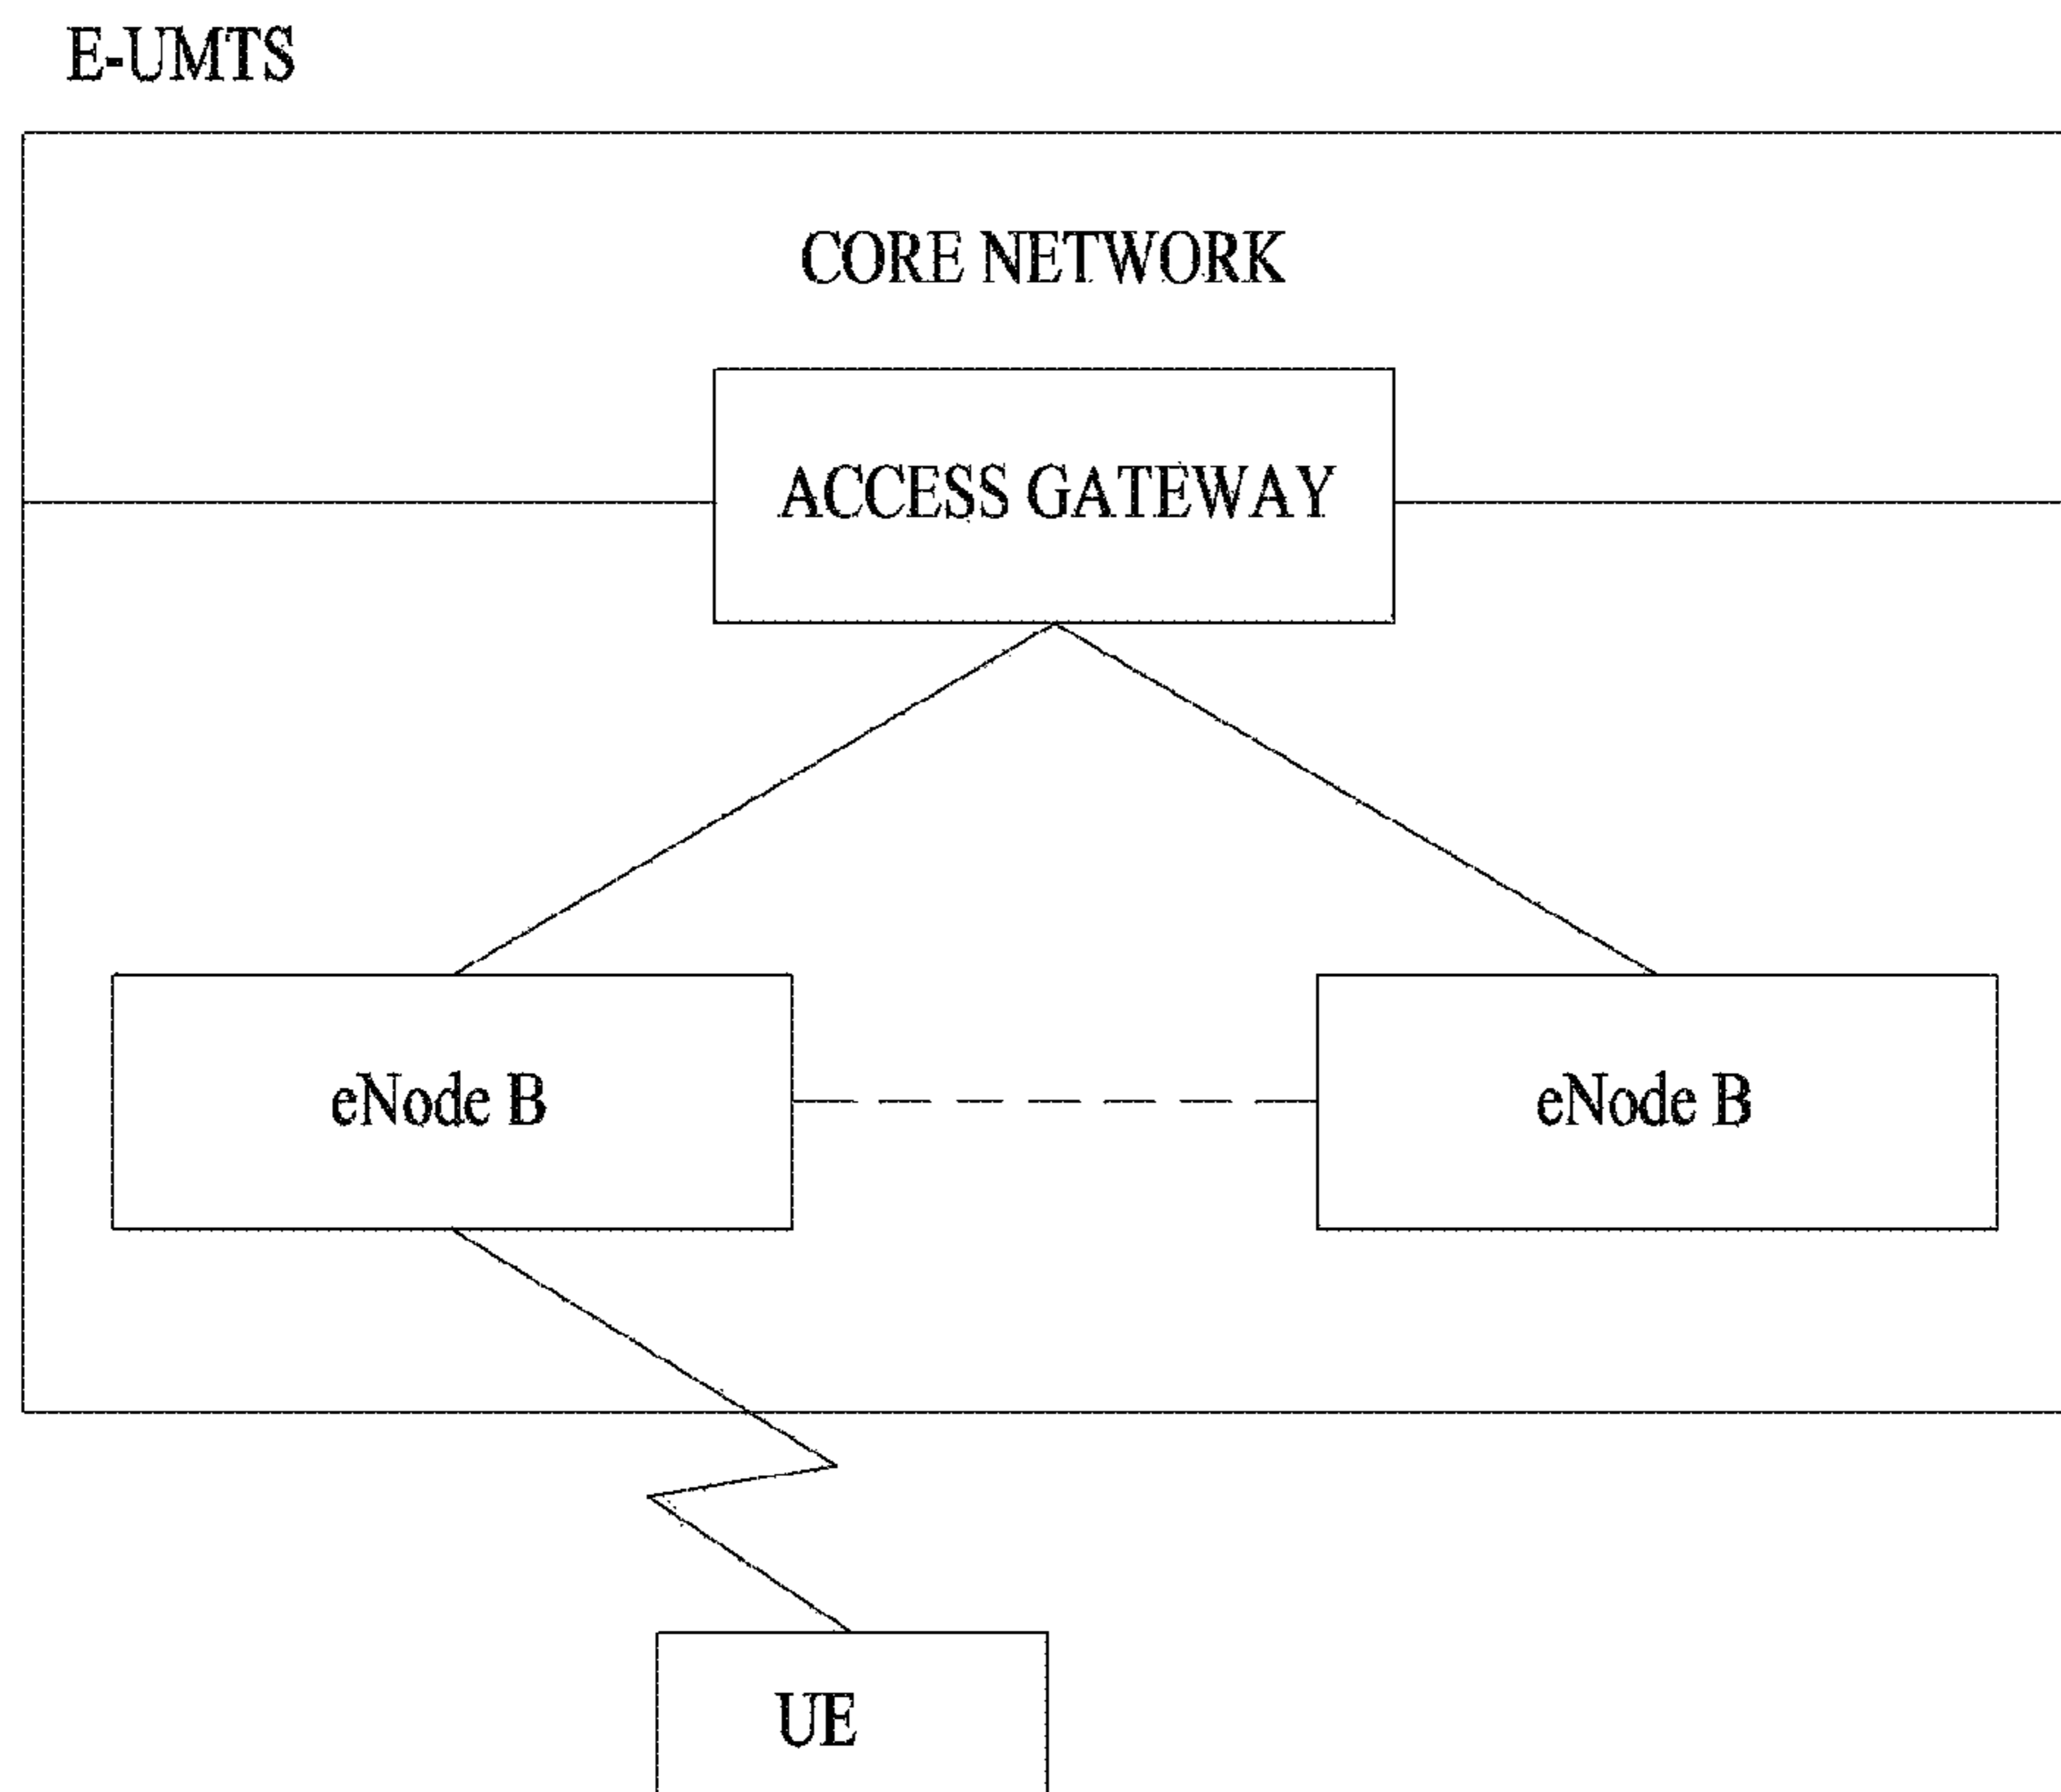 E-UMTS
CORE NETWORK
ACCESS GATEWAY
eNode B
eNode B
UE